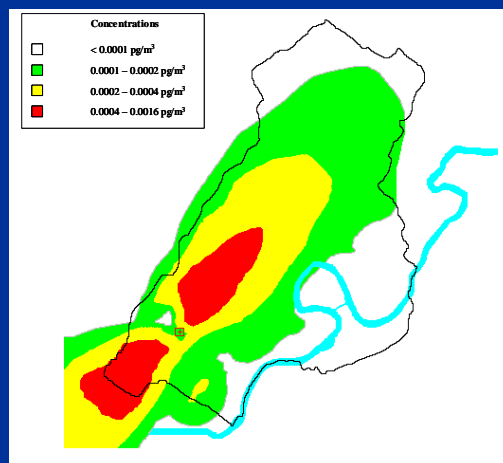 Concentrations
< 0.0001 pg/m³
0.0001 – 0.0002 pg/m³
0.0002 – 0.0004 pg/m³
0.0004 – 0.0016 pg/m³